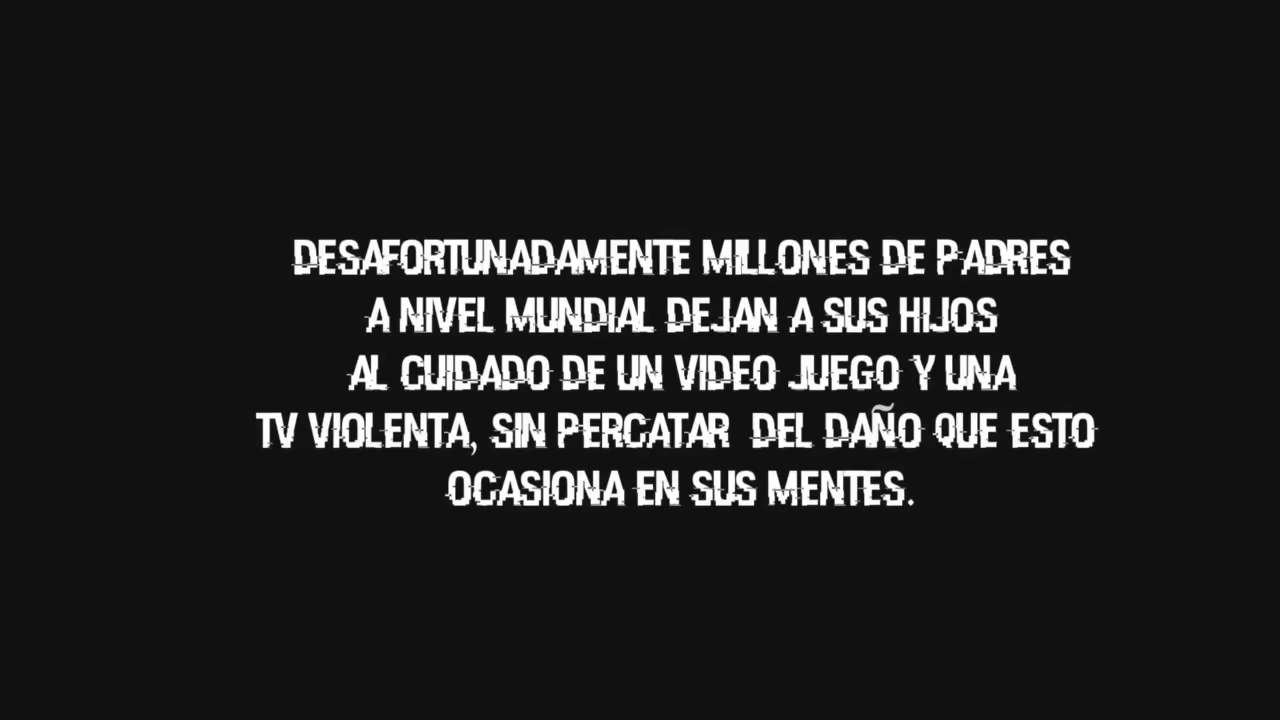 DESAFORTUNADAMENTE MILLONES DE PADRES
A NIVEL MUNDIAL DEJAN A SUS HIJOS
AL CUIDADO DE UN VIDEO JUEGO Y UNA
TV VIOLENTA, SIN PERCATAR DEL DAÑO QUE ESTO
OCASIONA EN SUS MENTES.